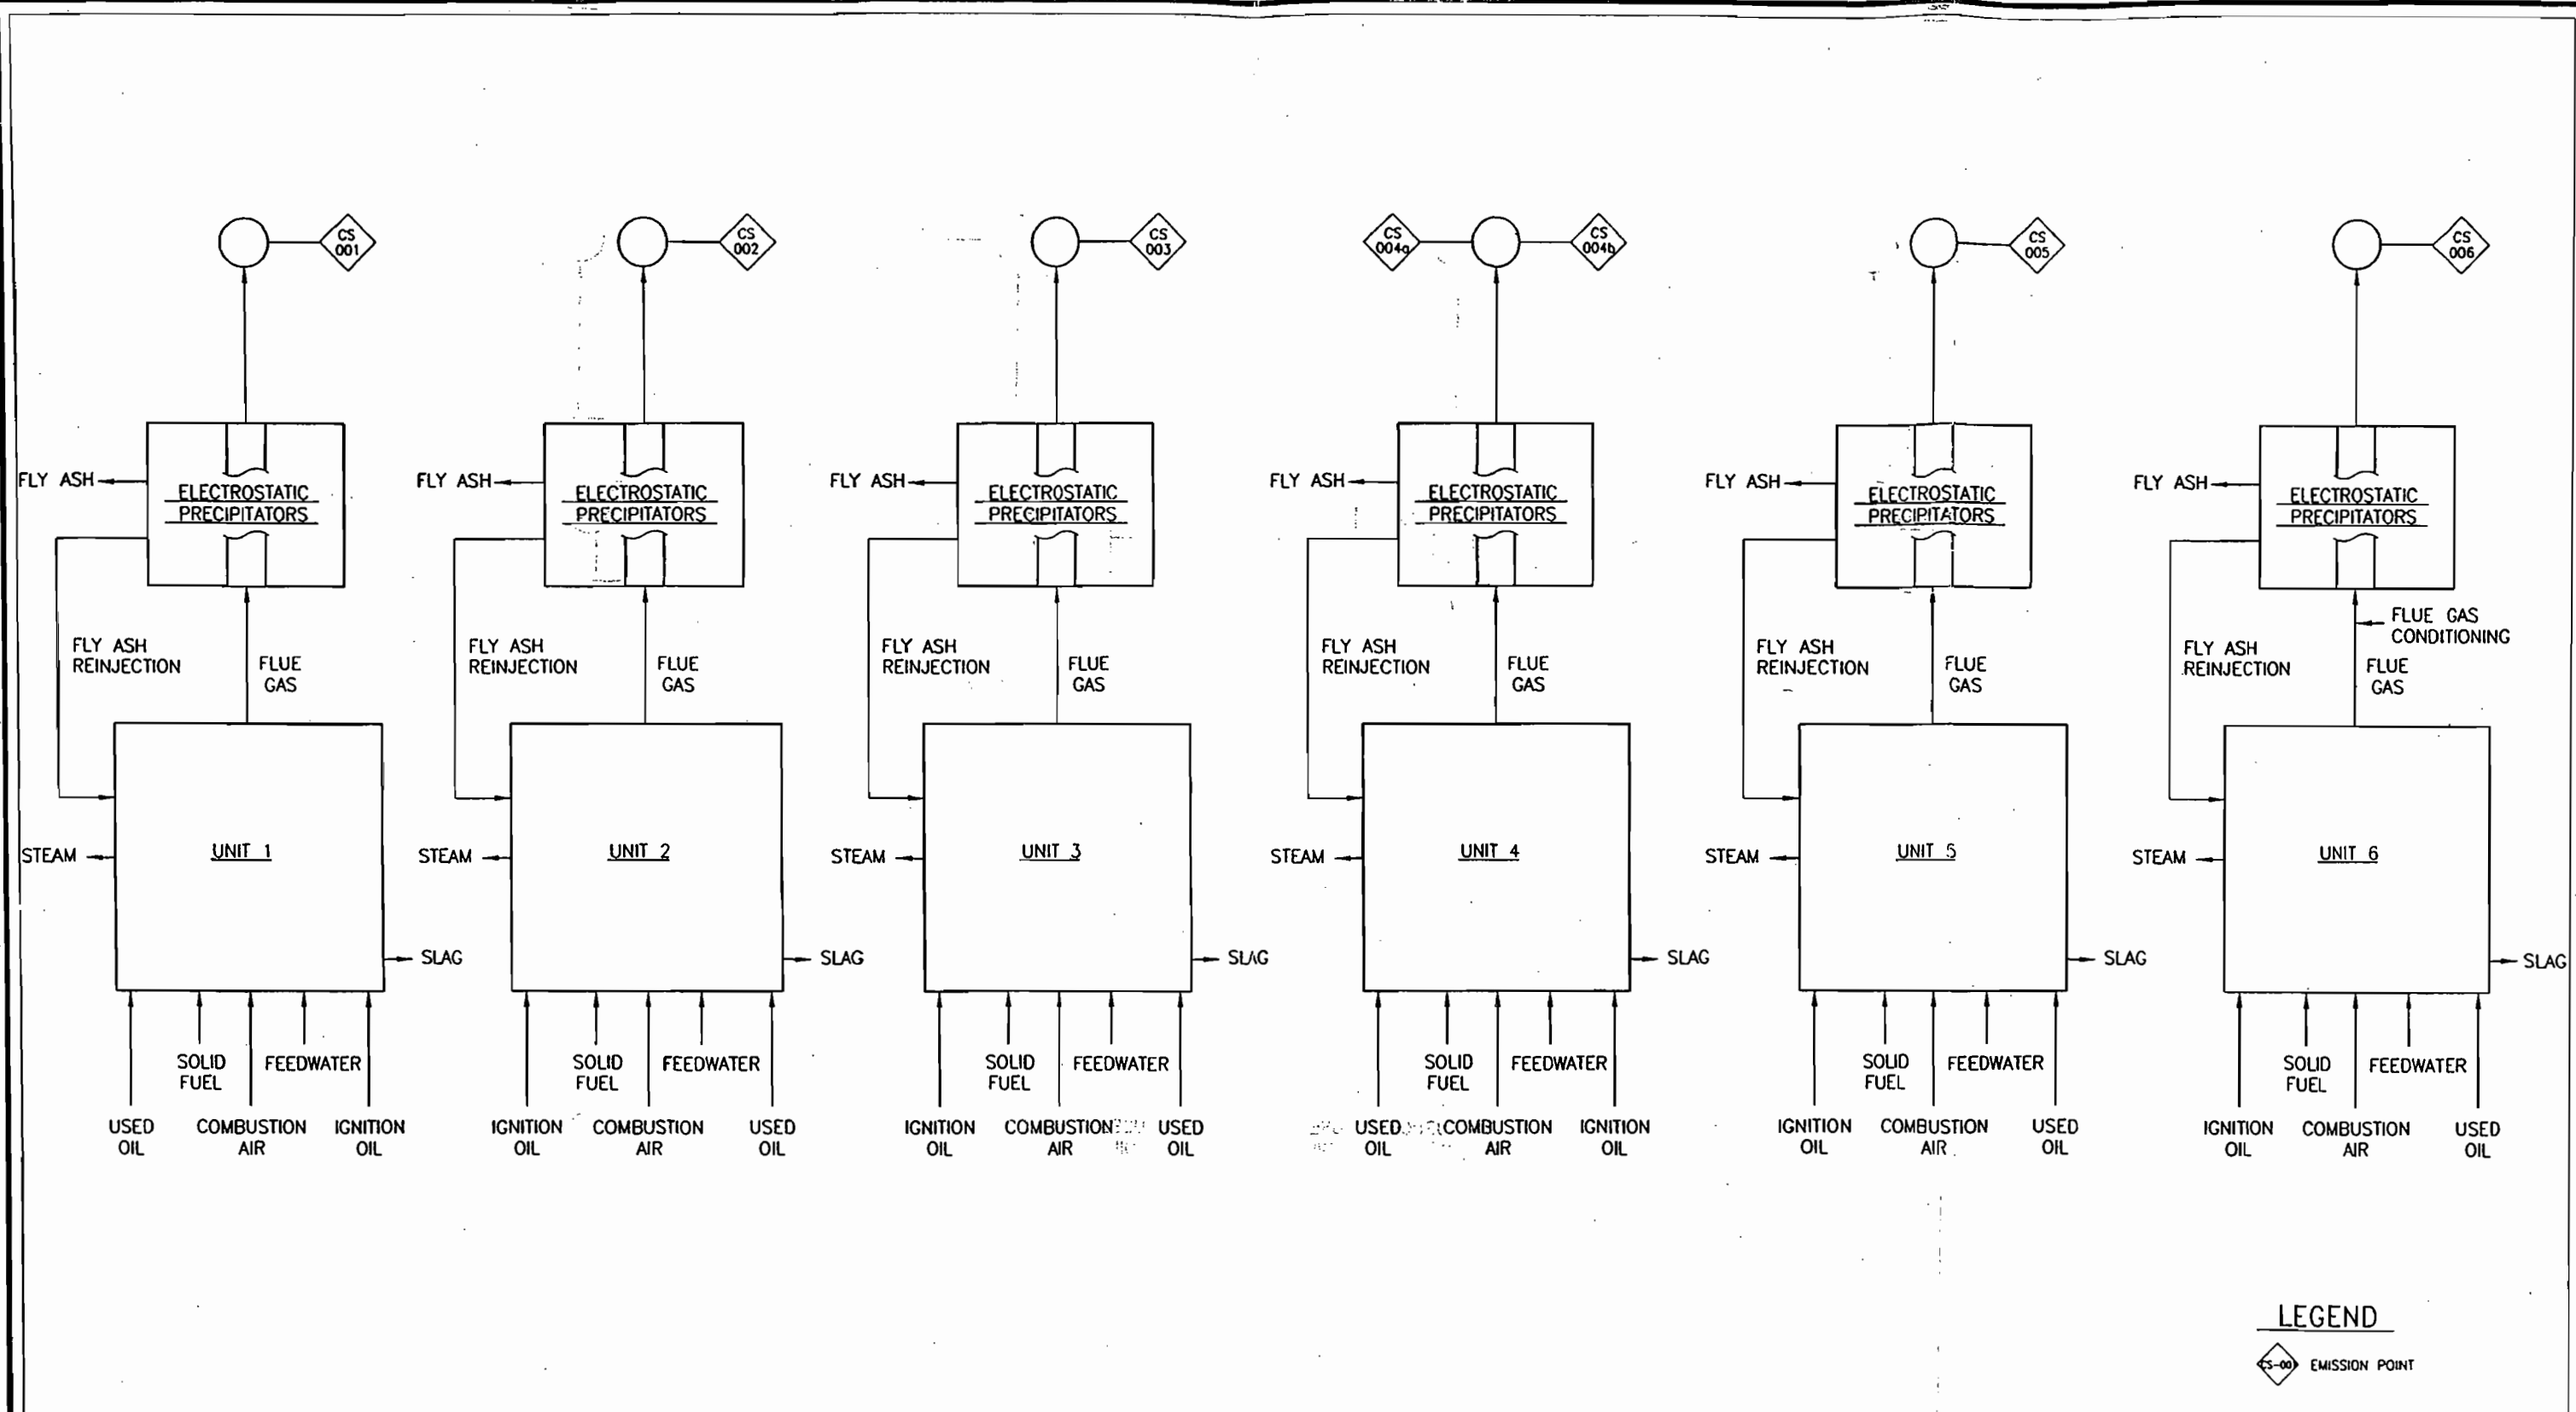 CS
001
CS
002
CS
003
CS
004a
CS
004b
CS
005
CS
006
FLY ASH
ELECTROSTATIC
PRECIPITATORS
FLY ASH
REINJECTION
FLUE
GAS
STEAM
UNIT 1
SLAG
SOLID
FUEL
FEEDWATER
USED
OIL
COMBUSTION
AIR
IGNITION
OIL
FLY ASH
ELECTROSTATIC
PRECIPITATORS
FLY ASH
REINJECTION
FLUE
GAS
STEAM
UNIT 2
SLAG
SOLID
FUEL
FEEDWATER
IGNITION
OIL
COMBUSTION
AIR
USED
OIL
FLY ASH
ELECTROSTATIC
PRECIPITATORS
FLY ASH
REINJECTION
FLUE
GAS
STEAM
UNIT 3
SLAG
SOLID
FUEL
FEEDWATER
IGNITION
OIL
COMBUSTION
AIR
USED
OIL
FLY ASH
ELECTROSTATIC
PRECIPITATORS
FLY ASH
REINJECTION
FLUE
GAS
STEAM
UNIT 4
SLAG
SOLID
FUEL
FEEDWATER
USED
OIL
COMBUSTION
AIR
IGNITION
OIL
FLY ASH
ELECTROSTATIC
PRECIPITATORS
FLY ASH
REINJECTION
FLUE
GAS
STEAM
UNIT 5
SLAG
SOLID
FUEL
FEEDWATER
IGNITION
OIL
COMBUSTION
AIR
USED
OIL
FLY ASH
ELECTROSTATIC
PRECIPITATORS
FLUE GAS
CONDITIONING
FLY ASH
REINJECTION
FLUE
GAS
STEAM
UNIT 6
SLAG
SOLID
FUEL
FEEDWATER
IGNITION
OIL
COMBUSTION
AIR
USED
OIL
LEGEND
CS-00 EMISSION POINT